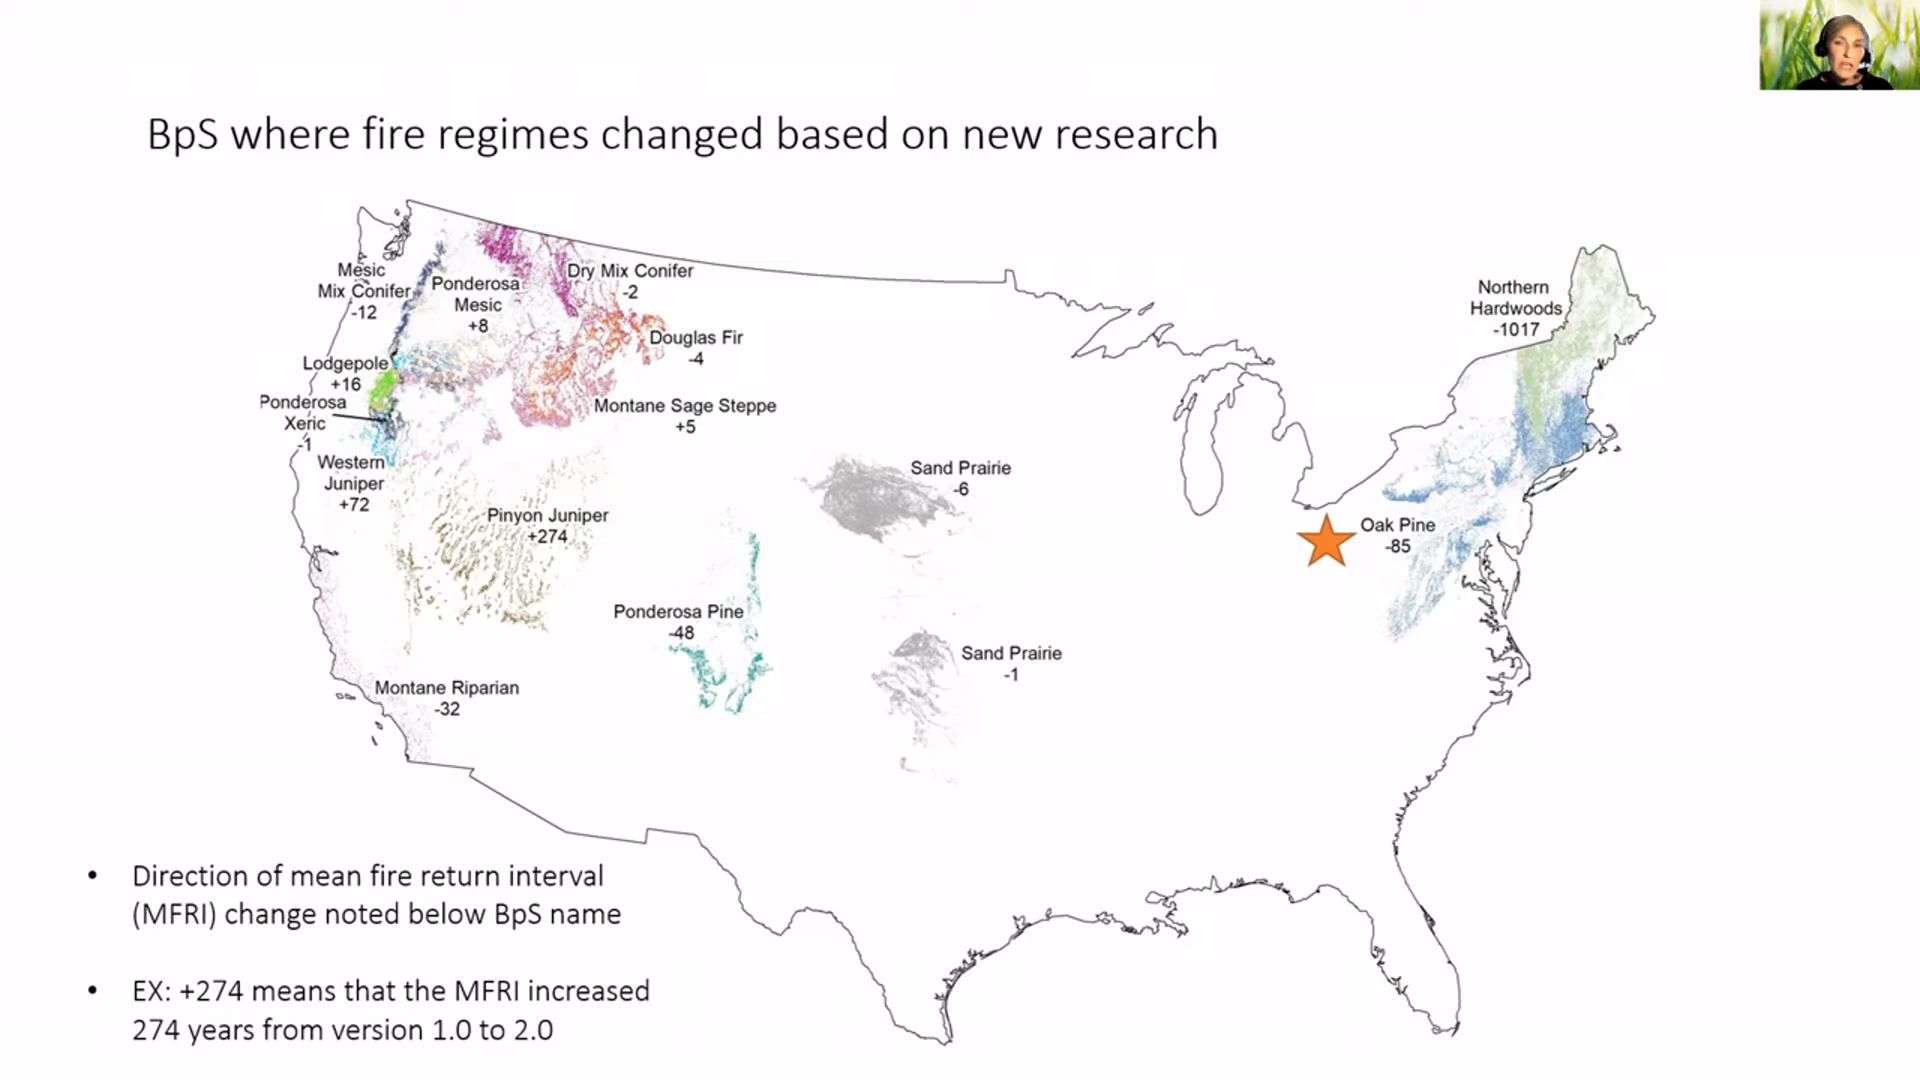 BpS where fire regimes changed based on new research
Mesic
Mix Conifer
-12
Ponderosa
Mesic
+8
Dry Mix Conifer
-2
Douglas Fir
-4
Lodgepole
+16
Ponderosa
Xeric
-1
Montane Sage Steppe
+5
Western
Juniper
+72
Pinyon Juniper
+274
Sand Prairie
-6
Northern
Hardwoods
-1017
Oak Pine
-85
Ponderosa Pine
-48
Sand Prairie
-1
Montane Riparian
-32
• Direction of mean fire return interval
(MFRI) change noted below BpS name
• EX: +274 means that the MFRI increased
274 years from version 1.0 to 2.0